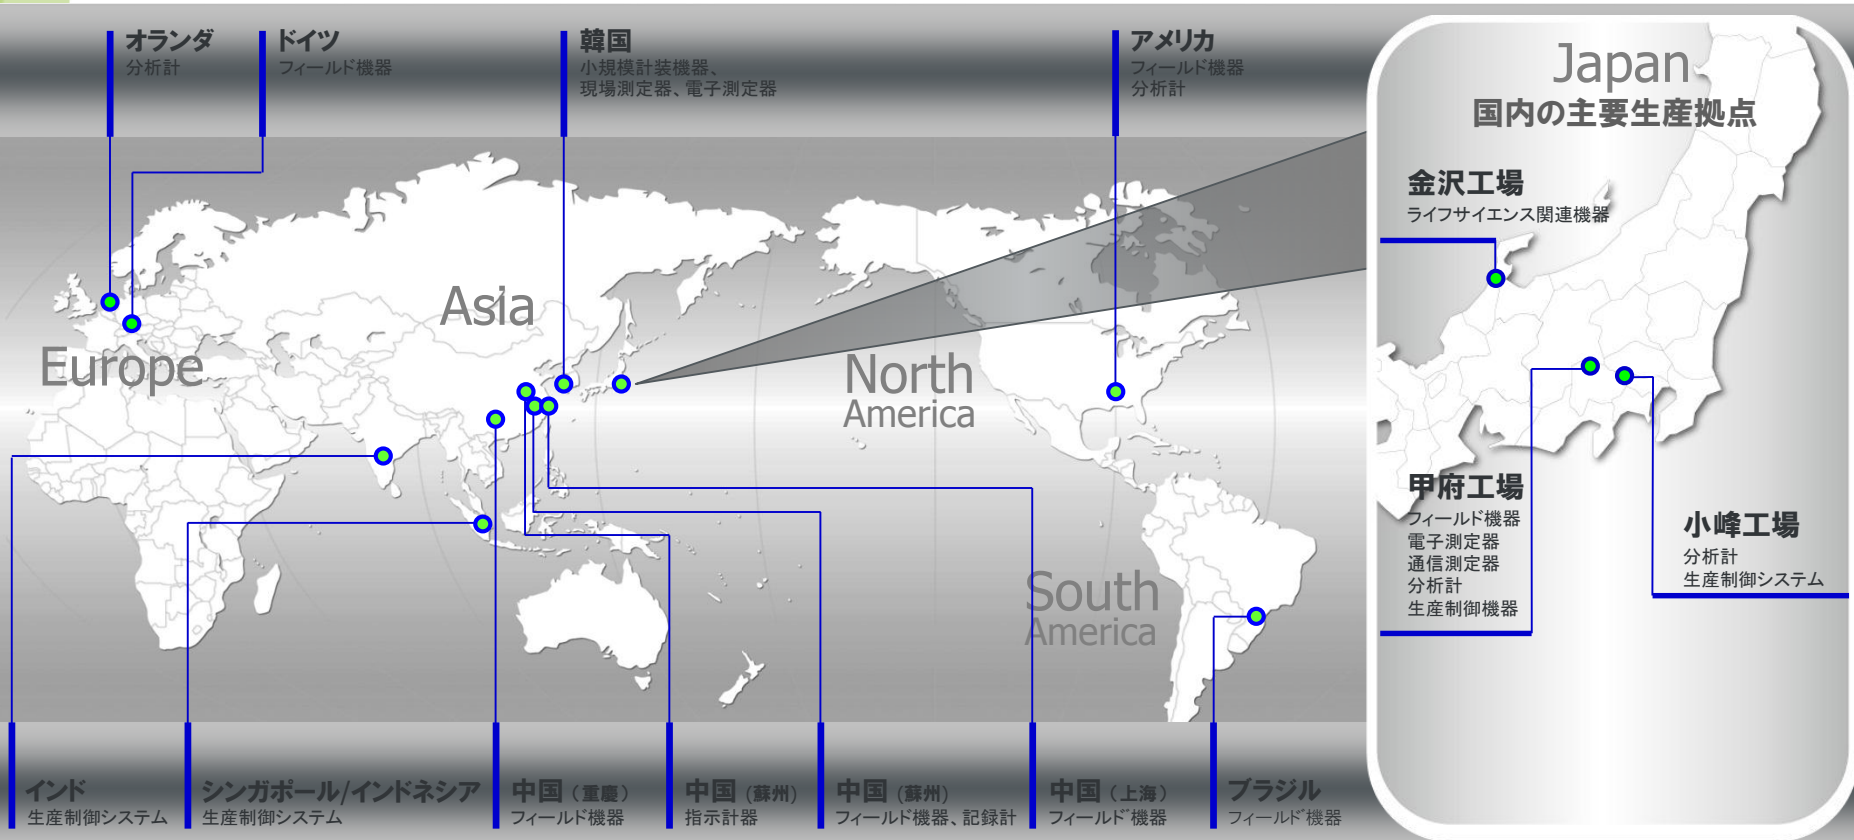 オランダ
分析計
ドイツ
フィールド機器
韓国
小規模計装機器、
現場測定器、電子測定器
アメリカ
フィールド機器
分析計
Japan
国内の主要生産拠点
金沢工場
ライフサイエンス関連機器
甲府工場
フィールド機器
電子測定器
通信測定器
分析計
生産制御機器
小峰工場
分析計
生産制御システム
Europe
Asia
North
America
South
America
インド
生産制御システム
シンガポール/インドネシア
生産制御システム
中国（重慶）
フィールド機器
中国 (蘇州)
指示計器
中国 (蘇州)
フィールド機器、記録計
中国（上海）
フィールド機器
ブラジル
フィールド機器